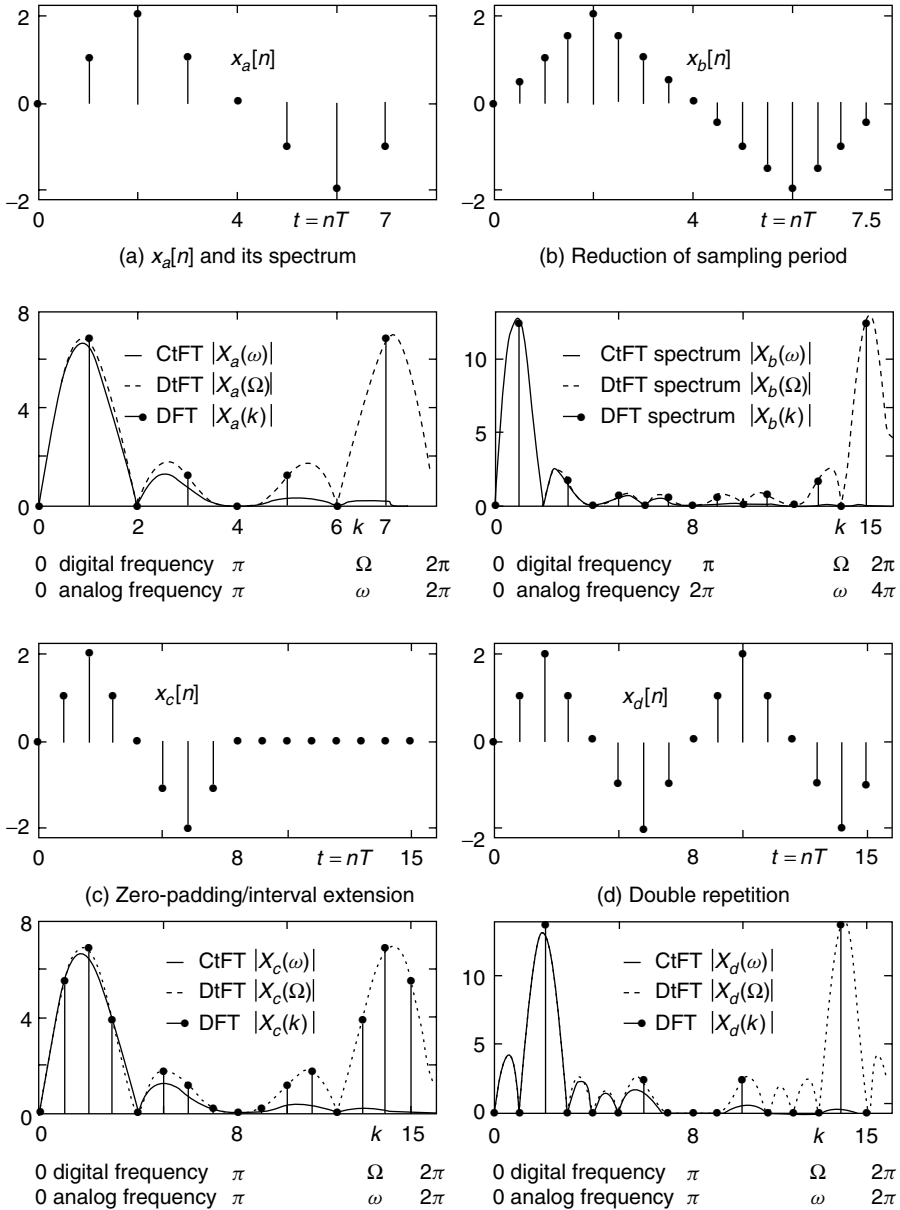 2
0
−2
x_a[n]
0 4 t = nT 7
(a) x_a[n] and its spectrum
2
0
−2
x_b[n]
0 4 t = nT 7.5
(b) Reduction of sampling period
8
4
0
CtFT |X_a(ω)|
DtFT |X_a(Ω)|
DFT |X_a(k)|
0 2 4 6 k 7
0 digital frequency π Ω 2π
0 analog frequency π ω 2π
10
5
0
CtFT spectrum |X_b(ω)|
DtFT spectrum |X_b(Ω)|
DFT spectrum |X_b(k)|
0 8 k 15
0 digital frequency π Ω 2π
0 analog frequency 2π ω 4π
2
0
−2
x_c[n]
0 8 t = nT 15
(c) Zero-padding/interval extension
2
0
−2
x_d[n]
0 8 t = nT 15
(d) Double repetition
8
4
0
CtFT |X_c(ω)|
DtFT |X_c(Ω)|
DFT |X_c(k)|
0 8 k 15
0 digital frequency π Ω 2π
0 analog frequency π ω 2π
10
5
0
CtFT |X_d(ω)|
DtFT |X_d(Ω)|
DFT |X_d(k)|
0 8 k 15
0 digital frequency π Ω 2π
0 analog frequency π ω 2π